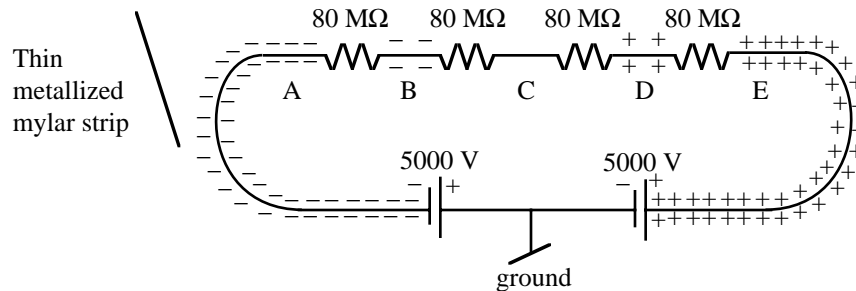 80 MΩ 80 MΩ 80 MΩ 80 MΩ
Thin
metallized
mylar strip
A B C D E
5000 V 5000 V
ground